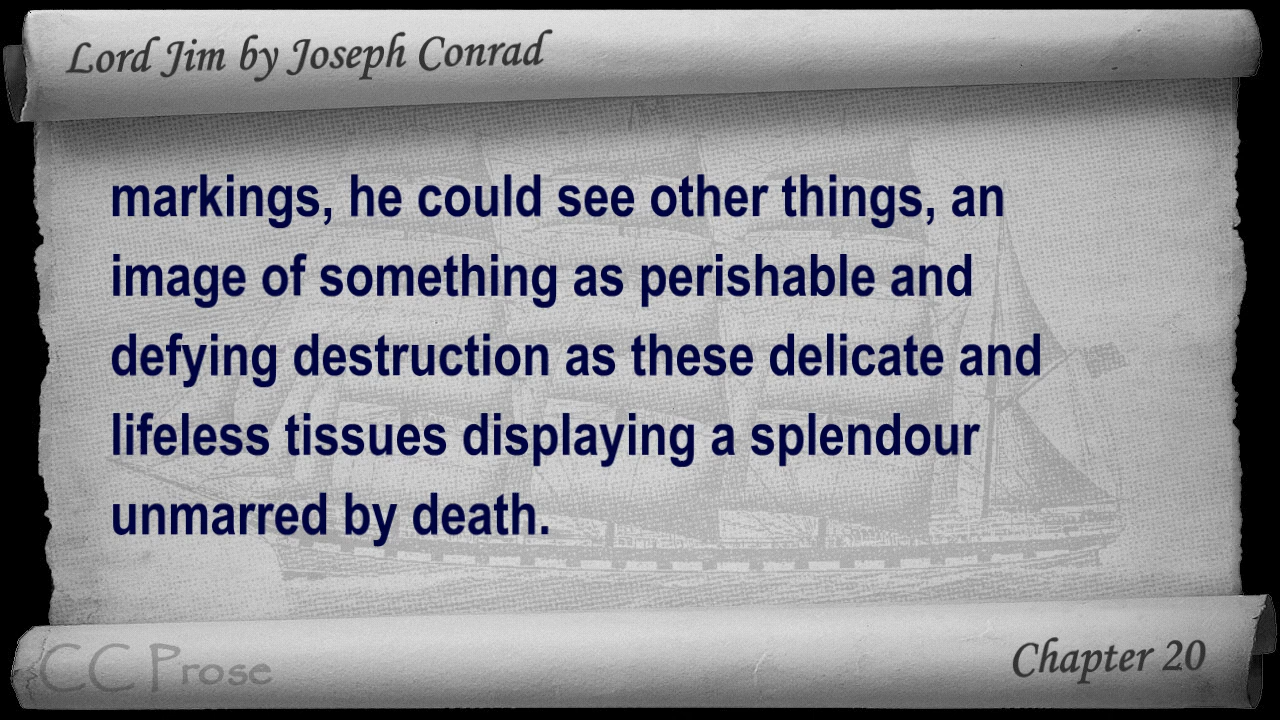 Lord Jim by Joseph Conrad
markings, he could see other things, an
image of something as perishable and
defying destruction as these delicate and
lifeless tissues displaying a splendour
unmarred by death.
CC Prose
Chapter 20